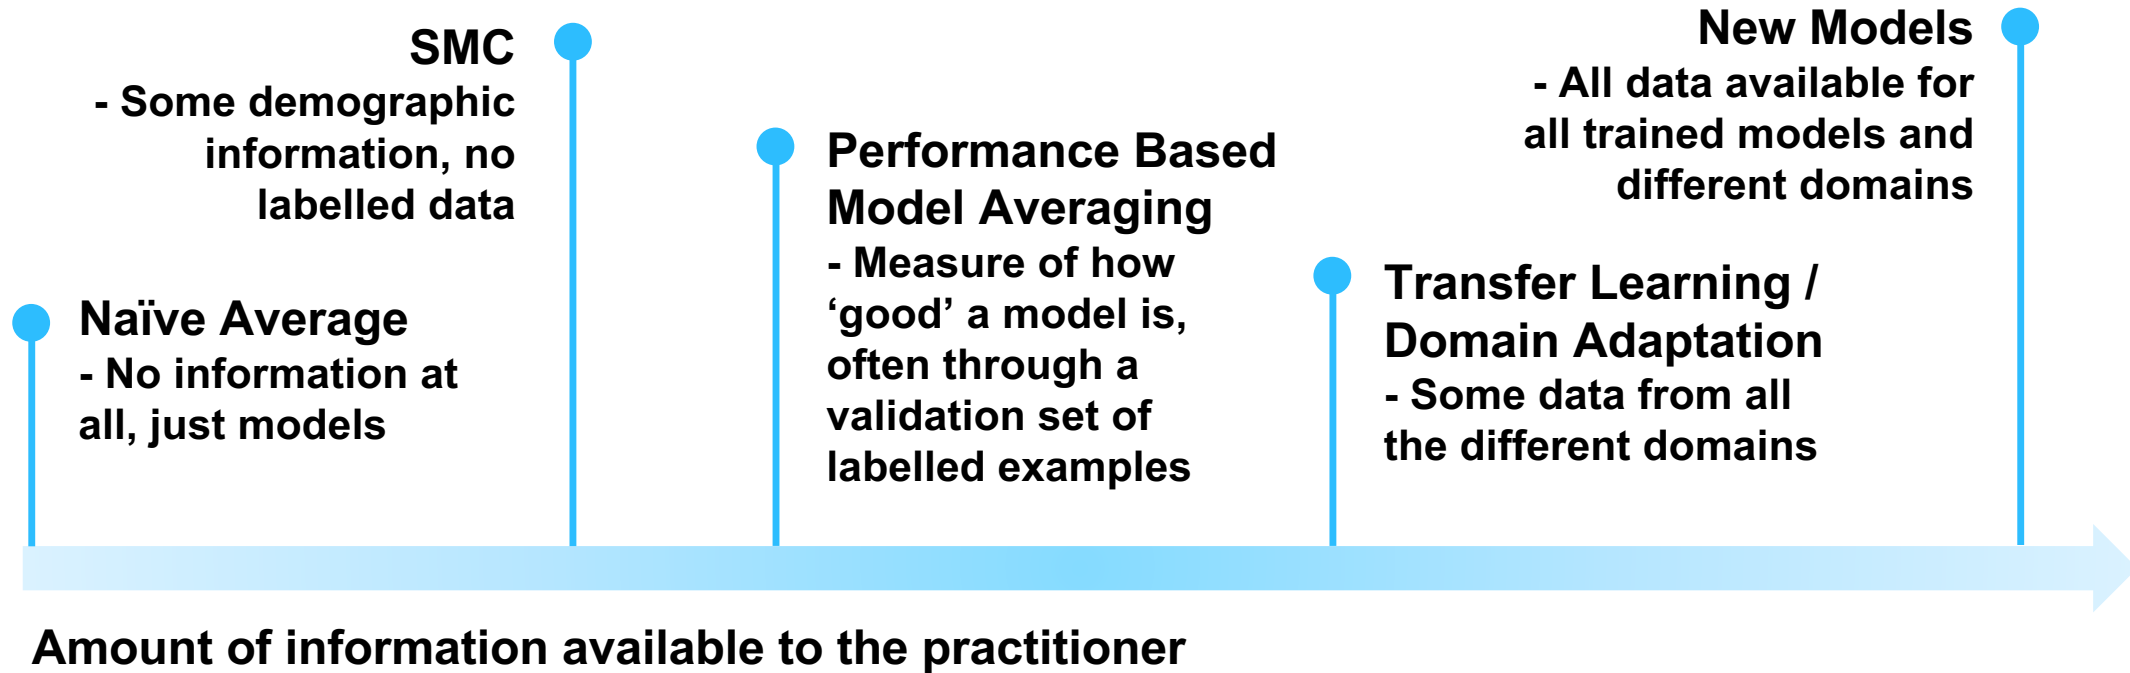 Naïve Average
- No information at
all, just models
SMC
- Some demographic
information, no
labelled data
Performance Based
Model Averaging
- Measure of how
‘good’ a model is,
often through a
validation set of
labelled examples
Transfer Learning /
Domain Adaptation
- Some data from all
the different domains
New Models
- All data available for
all trained models and
different domains
Amount of information available to the practitioner